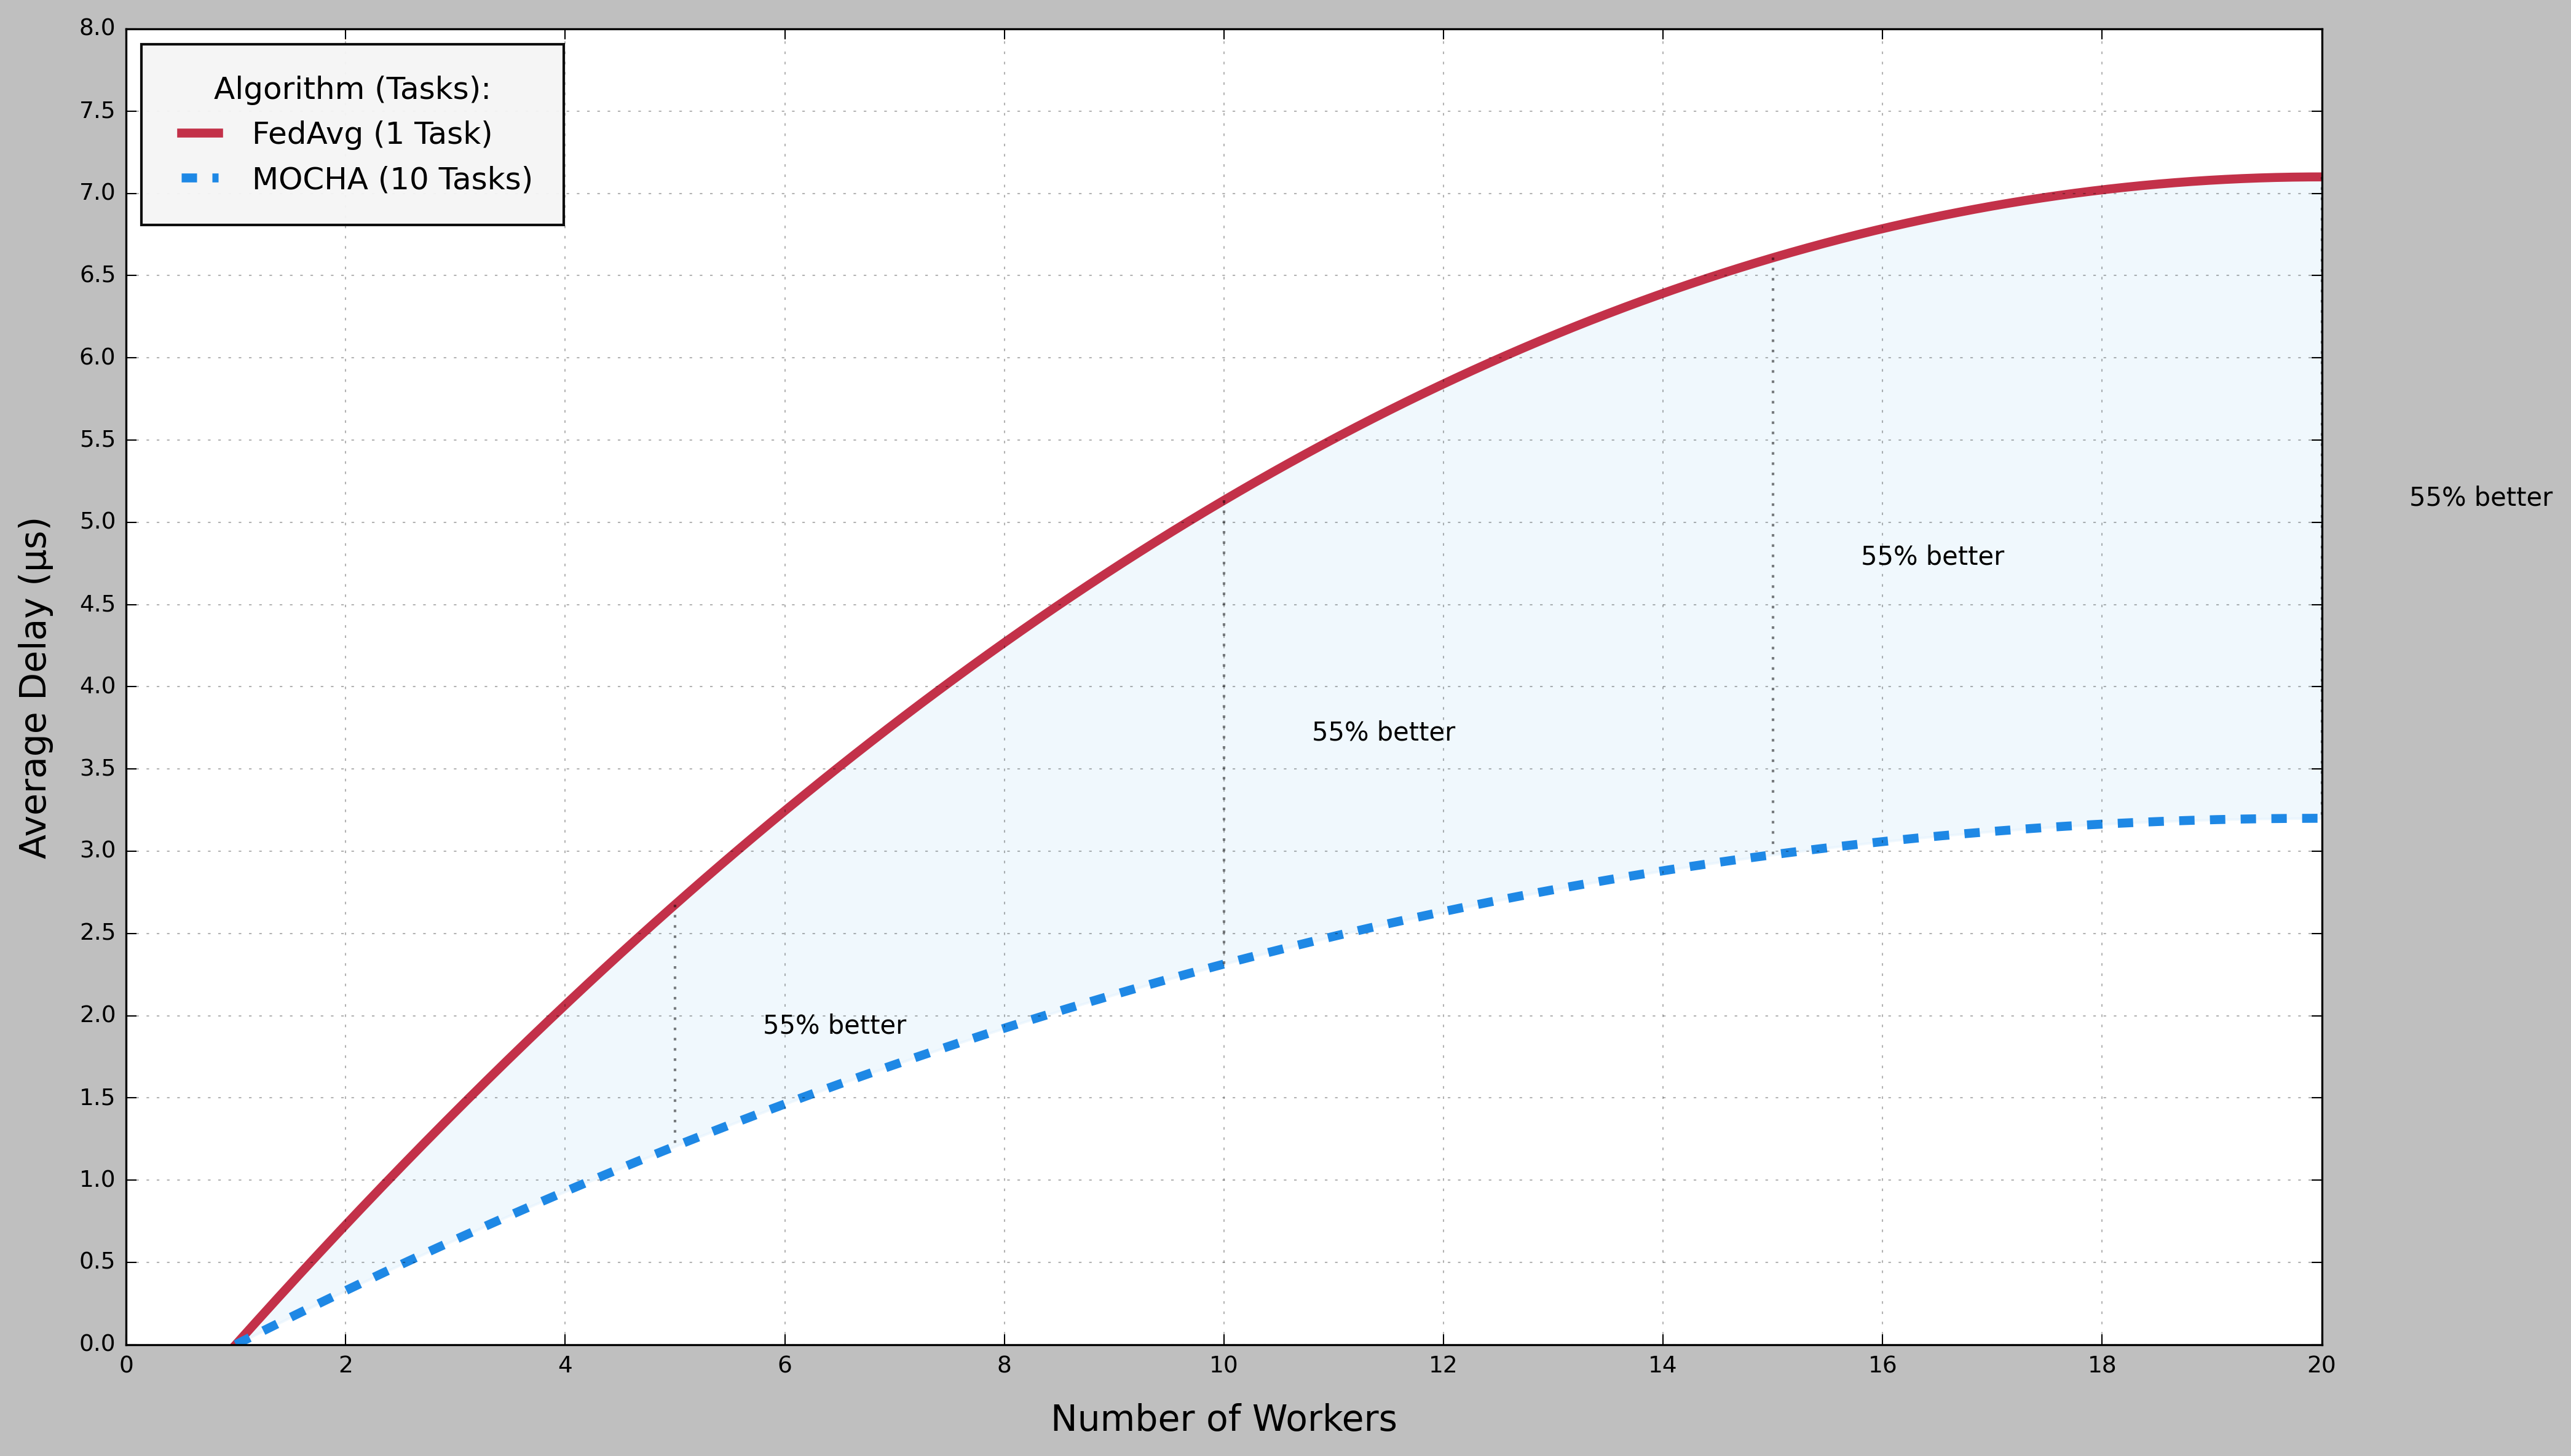 Algorithm (Tasks):
FedAvg (1 Task)
MOCHA (10 Tasks)
Average Delay (µs)
8.0
7.5
7.0
6.5
6.0
5.5
5.0
4.5
4.0
3.5
3.0
2.5
2.0
1.5
1.0
0.5
0.0
55% better
55% better
55% better
55% better
0 2 4 6 8 10 12 14 16 18 20
Number of Workers